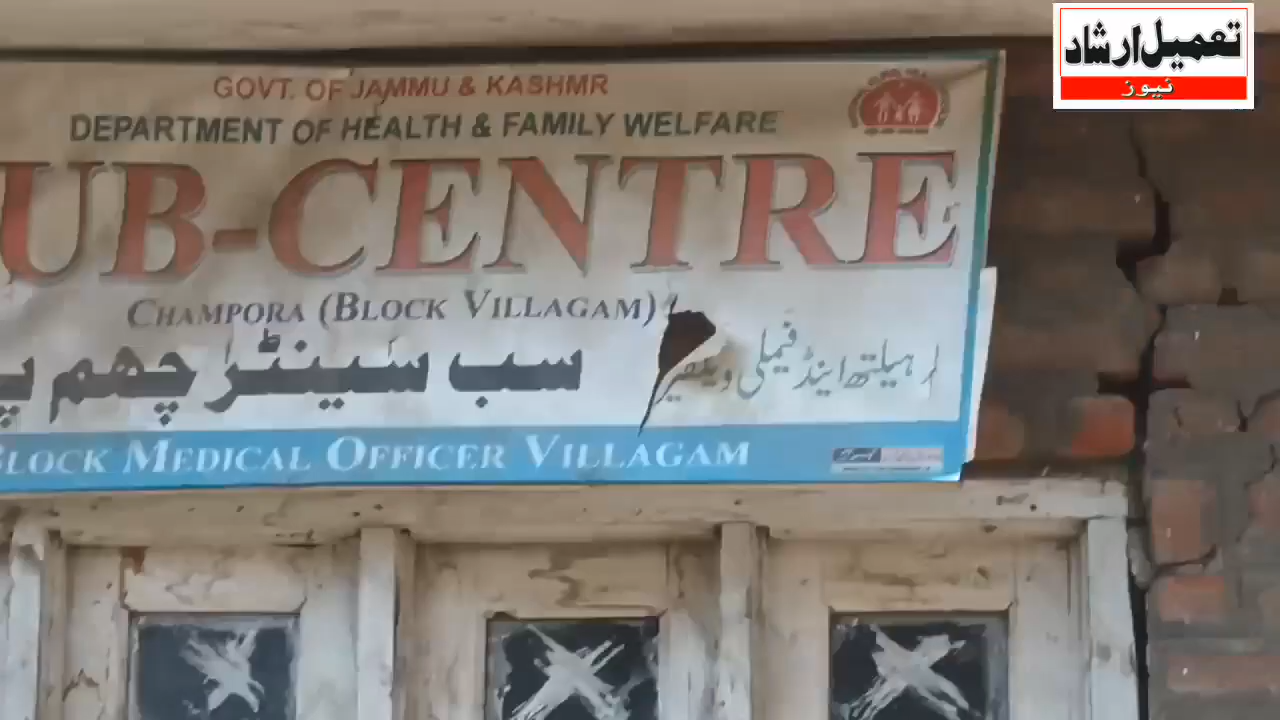 تعمیل ارشاد
نیوز
GOVT. OF JAMMU & KASHMR
DEPARTMENT OF HEALTH & FAMILY WELFARE
UB-CENTRE
CHAMPORA (BLOCK VILLAGAM)
سب سینٹر چھم پ
ر ہیلتھ اینڈ فیملی ویلفیر
BLOCK MEDICAL OFFICER VILLAGAM